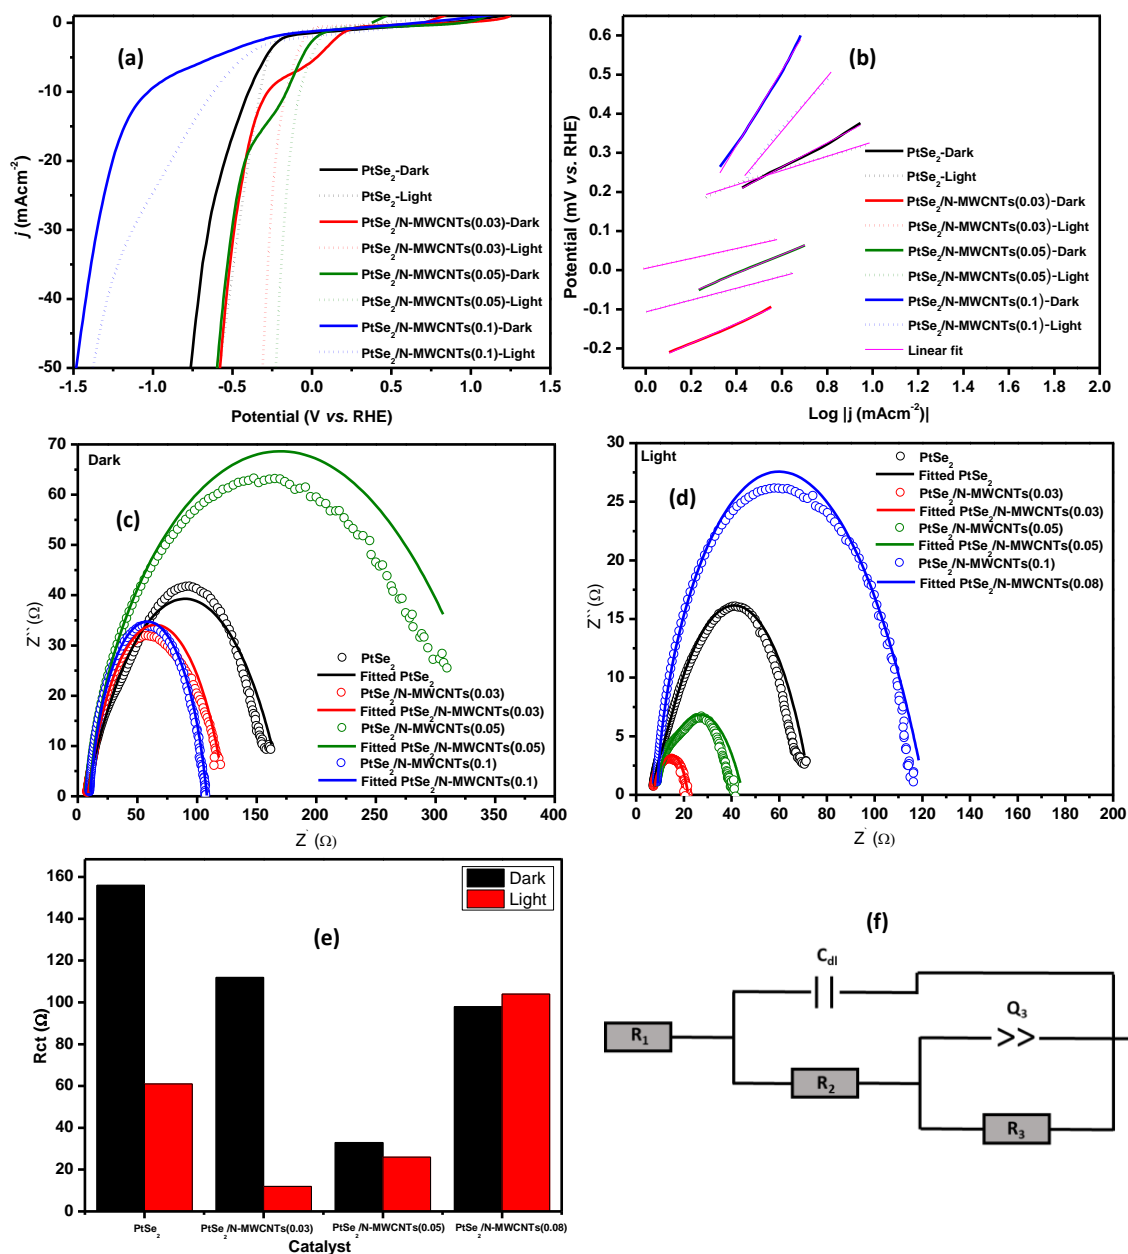 (a)
0
-10
-20
-30
-40
-50
j (mAcm⁻²)
-1.5 -1.0 -0.5 0.0 0.5 1.0 1.5
Potential (V vs. RHE)
PtSe₂-Dark
PtSe₂-Light
PtSe₂/N-MWCNTs(0.03)-Dark
PtSe₂/N-MWCNTs(0.03)-Light
PtSe₂/N-MWCNTs(0.05)-Dark
PtSe₂/N-MWCNTs(0.05)-Light
PtSe₂/N-MWCNTs(0.1)-Dark
PtSe₂/N-MWCNTs(0.1)-Light
(b)
0.6
0.5
0.4
0.3
0.2
0.1
0.0
-0.1
-0.2
Potential (mV vs. RHE)
0.0 0.2 0.4 0.6 0.8 1.0 1.2 1.4 1.6 1.8 2.0
Log |j (mAcm⁻²)|
PtSe₂-Dark
PtSe₂-Light
PtSe₂/N-MWCNTs(0.03)-Dark
PtSe₂/N-MWCNTs(0.03)-Light
PtSe₂/N-MWCNTs(0.05)-Dark
PtSe₂/N-MWCNTs(0.05)-Light
PtSe₂/N-MWCNTs(0.1)-Dark
PtSe₂/N-MWCNTs(0.1)-Light
Linear fit
Dark
(c)
70
60
50
40
30
20
10
0
Z`` (Ω)
0 50 100 150 200 250 300 350 400
Z` (Ω)
PtSe₂
Fitted PtSe₂
PtSe₂/N-MWCNTs(0.03)
Fitted PtSe₂/N-MWCNTs(0.03)
PtSe₂/N-MWCNTs(0.05)
Fitted PtSe₂/N-MWCNTs(0.05)
PtSe₂/N-MWCNTs(0.1)
Fitted PtSe₂/N-MWCNTs(0.1)
Light
(d)
30
25
20
15
10
5
0
Z`` (Ω)
0 20 40 60 80 100 120 140 160 180 200
Z` (Ω)
PtSe₂
Fitted PtSe₂
PtSe₂/N-MWCNTs(0.03)
Fitted PtSe₂/N-MWCNTs(0.03)
PtSe₂/N-MWCNTs(0.05)
Fitted PtSe₂/N-MWCNTs(0.05)
PtSe₂/N-MWCNTs(0.1)
Fitted PtSe₂/N-MWCNTs(0.08)
(e)
Dark
Light
160
140
120
100
80
60
40
20
0
Rct (Ω)
PtSe₂ PtSe₂/N-MWCNTs(0.03) PtSe₂/N-MWCNTs(0.05) PtSe₂/N-MWCNTs(0.08)
Catalyst
(f)
C_dl
Q₃
R₁
R₂
R₃